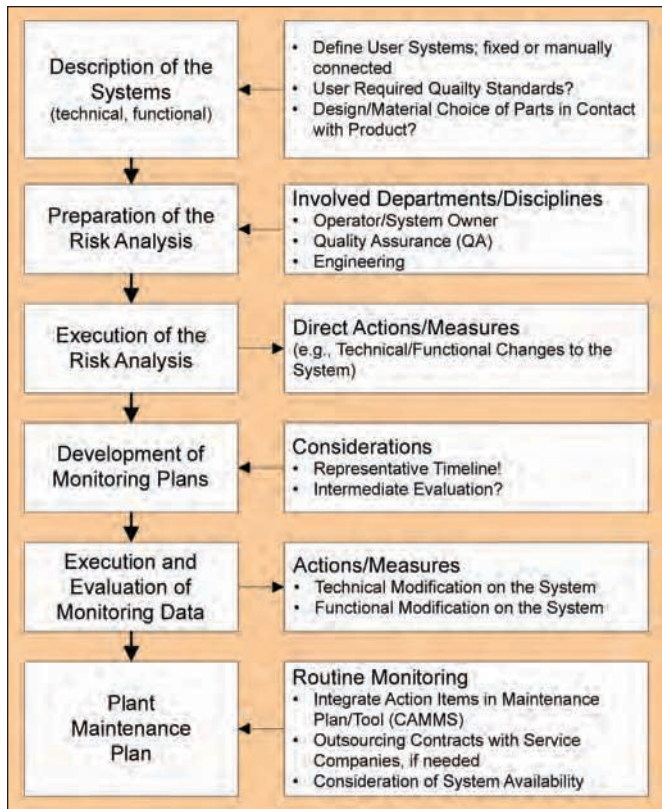 Description of the
Systems
(technical, functional)
• Define User Systems; fixed or manually
connected
• User Required Quality Standards?
• Design/Material Choice of Parts in Contact
with Product?
Preparation of the
Risk Analysis
Involved Departments/Disciplines
• Operator/System Owner
• Quality Assurance (QA)
• Engineering
Execution of the
Risk Analysis
Direct Actions/Measures
(e.g., Technical/Functional Changes to the
System)
Development of
Monitoring Plans
Considerations
• Representative Timeline!
• Intermediate Evaluation?
Execution and
Evaluation of
Monitoring Data
Actions/Measures
• Technical Modification on the System
• Functional Modification on the System
Plant
Maintenance
Plan
Routine Monitoring
• Integrate Action Items in Maintenance
Plan/Tool (CAMMS)
• Outsourcing Contracts with Service
Companies, if needed
• Consideration of System Availability